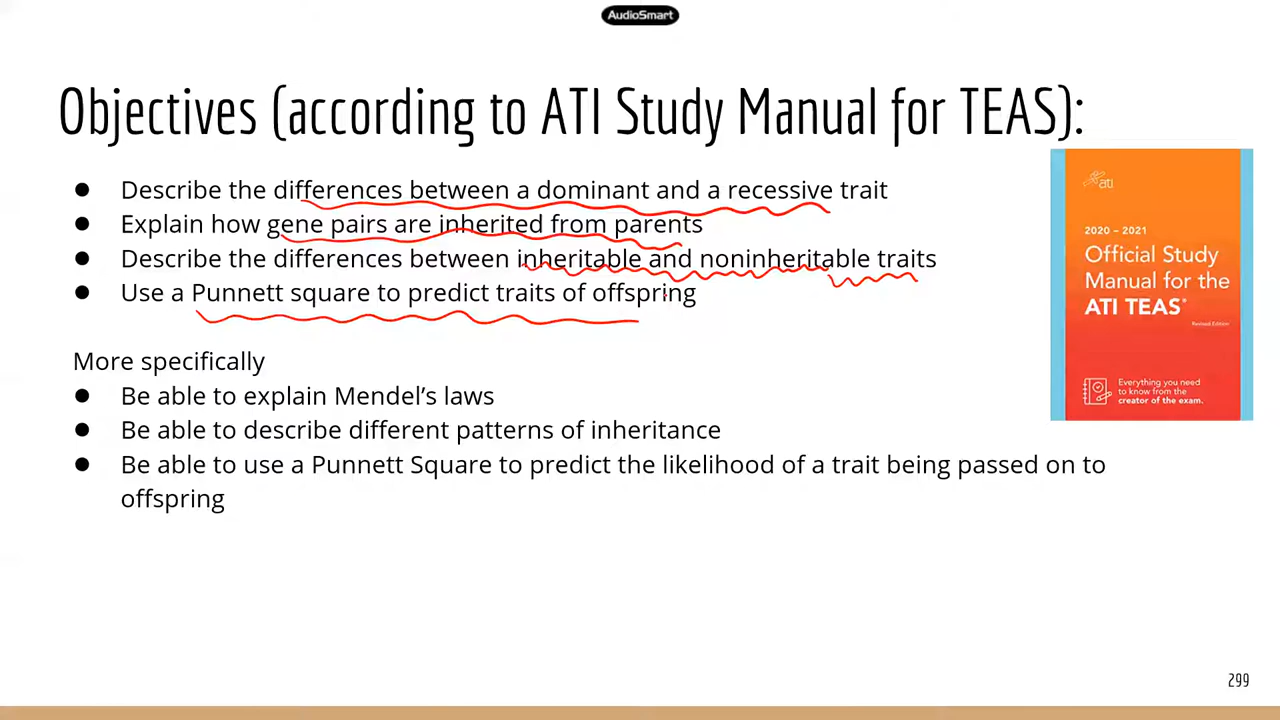 AudioSmart
Objectives (according to ATI Study Manual for TEAS):
● Describe the differences between a dominant and a recessive trait
● Explain how gene pairs are inherited from parents
● Describe the differences between inheritable and noninheritable traits
● Use a Punnett square to predict traits of offspring
More specifically
● Be able to explain Mendel’s laws
● Be able to describe different patterns of inheritance
● Be able to use a Punnett Square to predict the likelihood of a trait being passed on to
offspring
ati
2020 – 2021
Official Study
Manual for the
ATI TEAS®
Revised Edition
Everything you need
to know from the
creator of the exam.
299